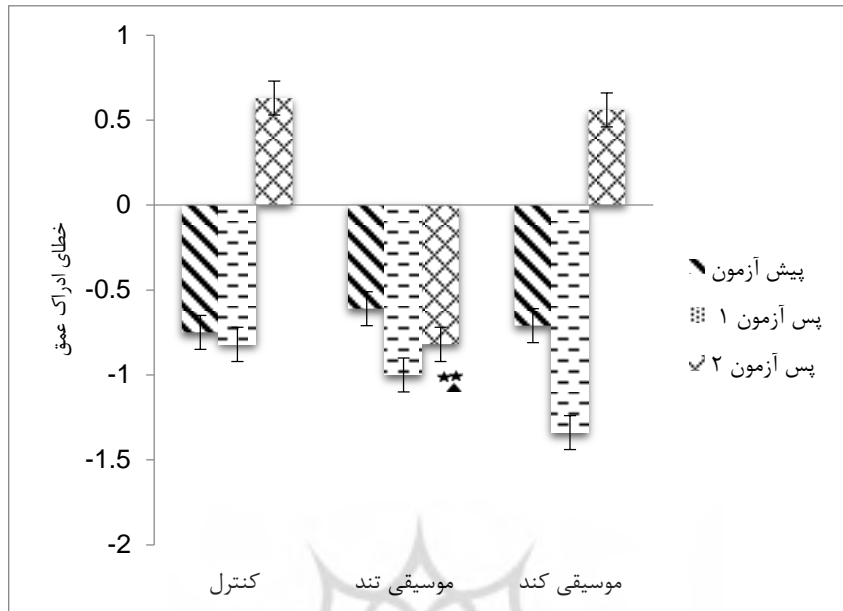 1
0.5
0
-0.5
-1
-1.5
-2
خطای ادراک عمق
کنترل
موسیقی تند
موسیقی کند
پیش آزمون
پس آزمون ۱
پس آزمون ۲